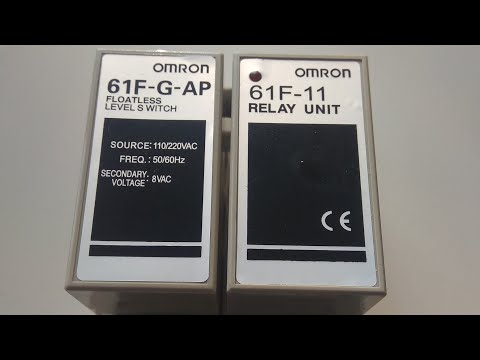 OMRON
61F-G-AP
FLOATLESS
LEVEL SWITCH
SOURCE: 110/220VAC
FREQ. : 50/60Hz
SECONDARY: 8VAC
VOLTAGE
OMRON
61F-11
RELAY UNIT
CE